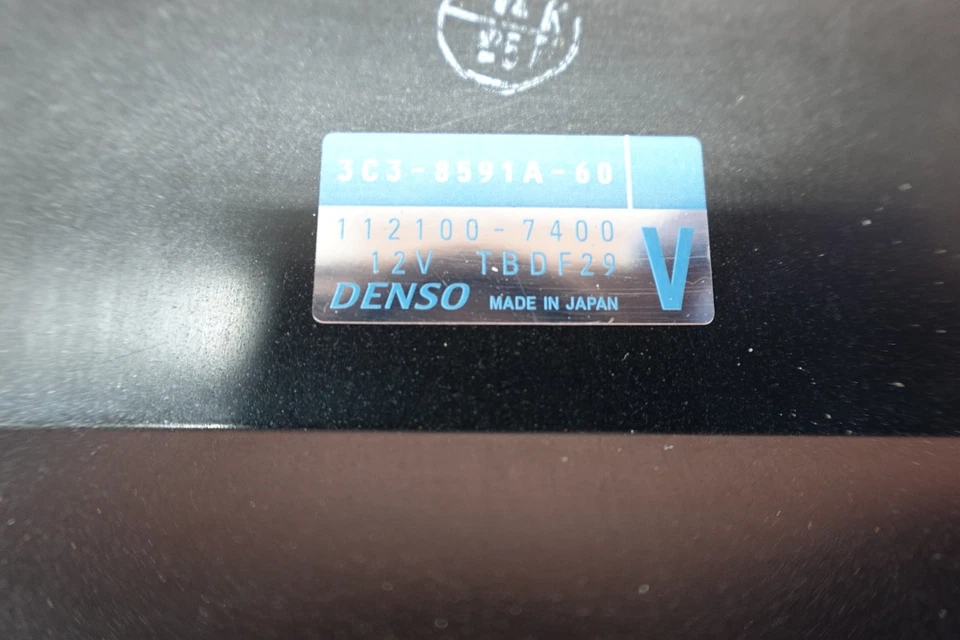 3C3-8591A-60
112100-7400
12V TBDF29
V
DENSO MADE IN JAPAN